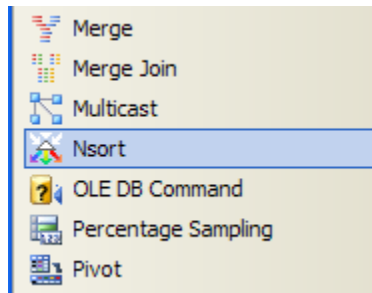 Merge
Merge Join
Multicast
Nsort
OLE DB Command
Percentage Sampling
Pivot